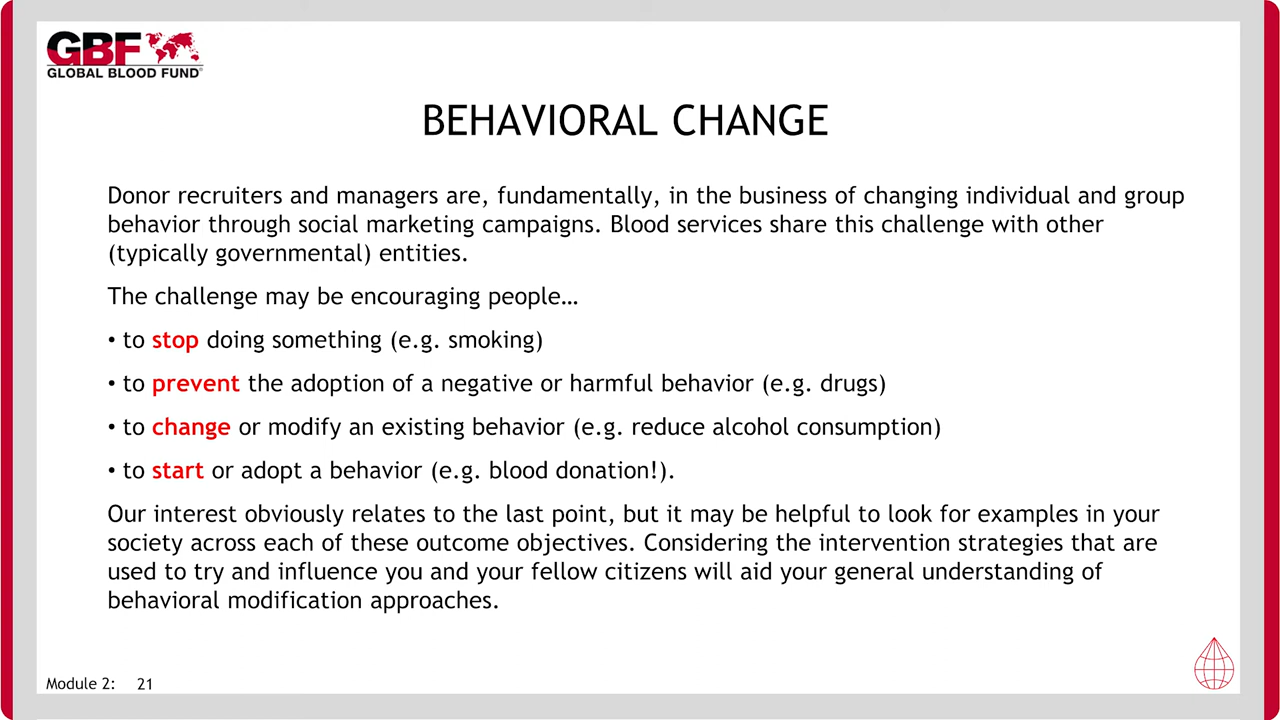 GBF
GLOBAL BLOOD FUND
BEHAVIORAL CHANGE
Donor recruiters and managers are, fundamentally, in the business of changing individual and group
behavior through social marketing campaigns. Blood services share this challenge with other
(typically governmental) entities.
The challenge may be encouraging people…
• to stop doing something (e.g. smoking)
• to prevent the adoption of a negative or harmful behavior (e.g. drugs)
• to change or modify an existing behavior (e.g. reduce alcohol consumption)
• to start or adopt a behavior (e.g. blood donation!).
Our interest obviously relates to the last point, but it may be helpful to look for examples in your
society across each of these outcome objectives. Considering the intervention strategies that are
used to try and influence you and your fellow citizens will aid your general understanding of
behavioral modification approaches.
Module 2: 21